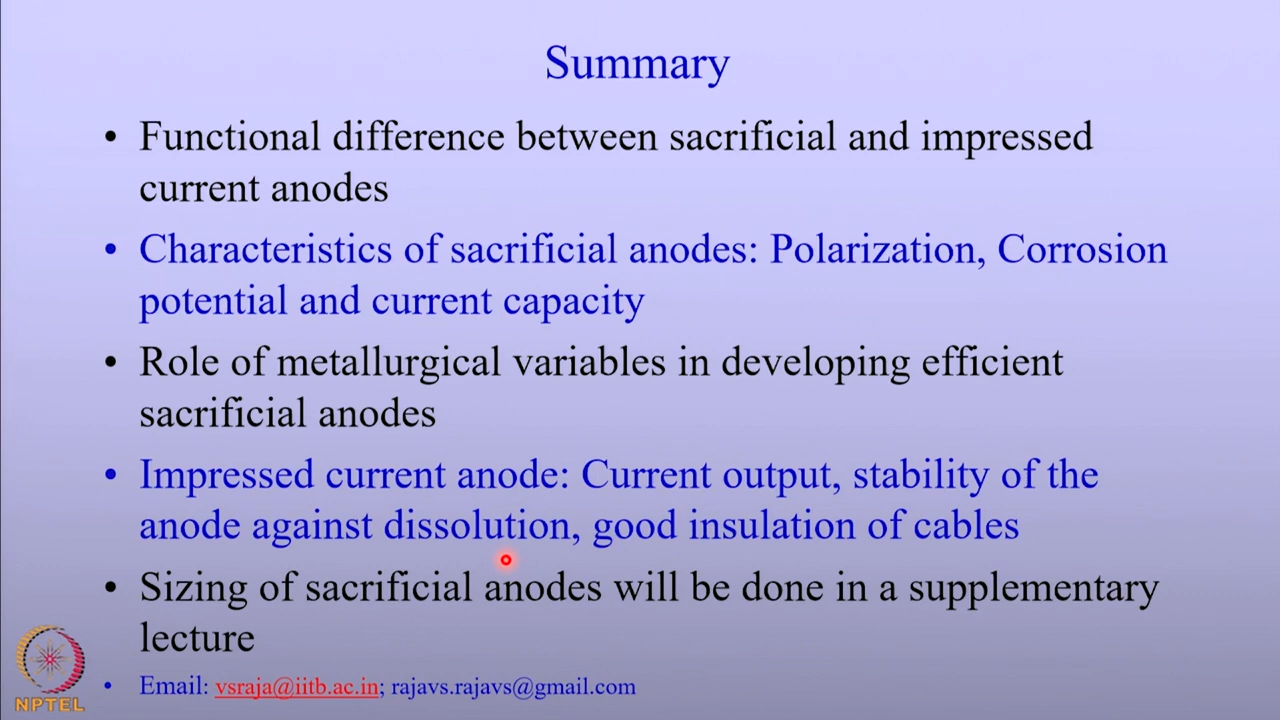 Summary
• Functional difference between sacrificial and impressed
current anodes
• Characteristics of sacrificial anodes: Polarization, Corrosion
potential and current capacity
• Role of metallurgical variables in developing efficient
sacrificial anodes
• Impressed current anode: Current output, stability of the
anode against dissolution, good insulation of cables
• Sizing of sacrificial anodes will be done in a supplementary
lecture
• Email: vsraja@iitb.ac.in; rajavs.rajavs@gmail.com
NPTEL